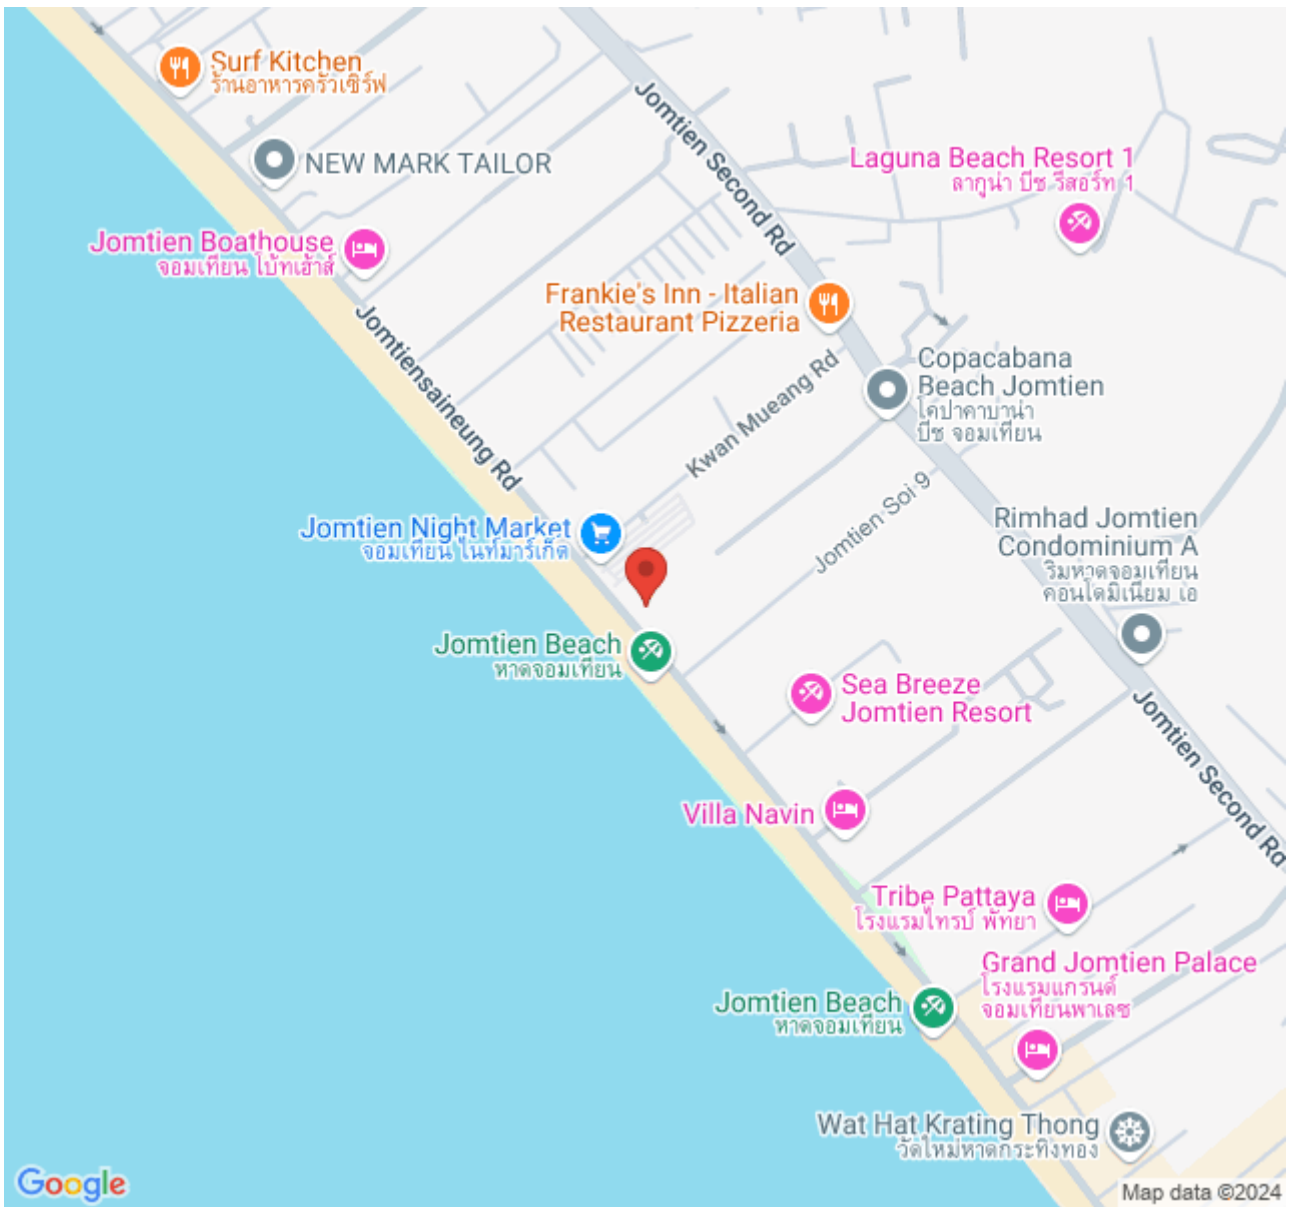 Surf Kitchen
ร้านอาหารครัวเซิร์ฟ
Jomtien Second Rd
NEW MARK TAILOR
Laguna Beach Resort 1
ลากูน่า บีช รีสอร์ท 1
Jomtien Boathouse
จอมเทียน โบ้ทเฮ้าส์
Frankie's Inn - Italian
Restaurant Pizzeria
Jomtiensaineung Rd
Copacabana
Beach Jomtien
โคปาคาบาน่า
บีช จอมเทียน
Kwan Mueang Rd
Jomtien Soi 9
Jomtien Night Market
จอมเทียน ไนท์มาร์เก็ต
Rimhad Jomtien
Condominium A
ริมหาดจอมเทียน
คอนโดมิเนียม เอ
Jomtien Beach
หาดจอมเทียน
Sea Breeze
Jomtien Resort
Jomtien Second Rd
Villa Navin
Tribe Pattaya
โรงแรมไทรบ์ พัทยา
Grand Jomtien Palace
โรงแรมแกรนด์
จอมเทียนพาเลซ
Jomtien Beach
หาดจอมเทียน
Wat Hat Krating Thong
วัดใหม่หาดกระทิงทอง
Google
Map data ©2024